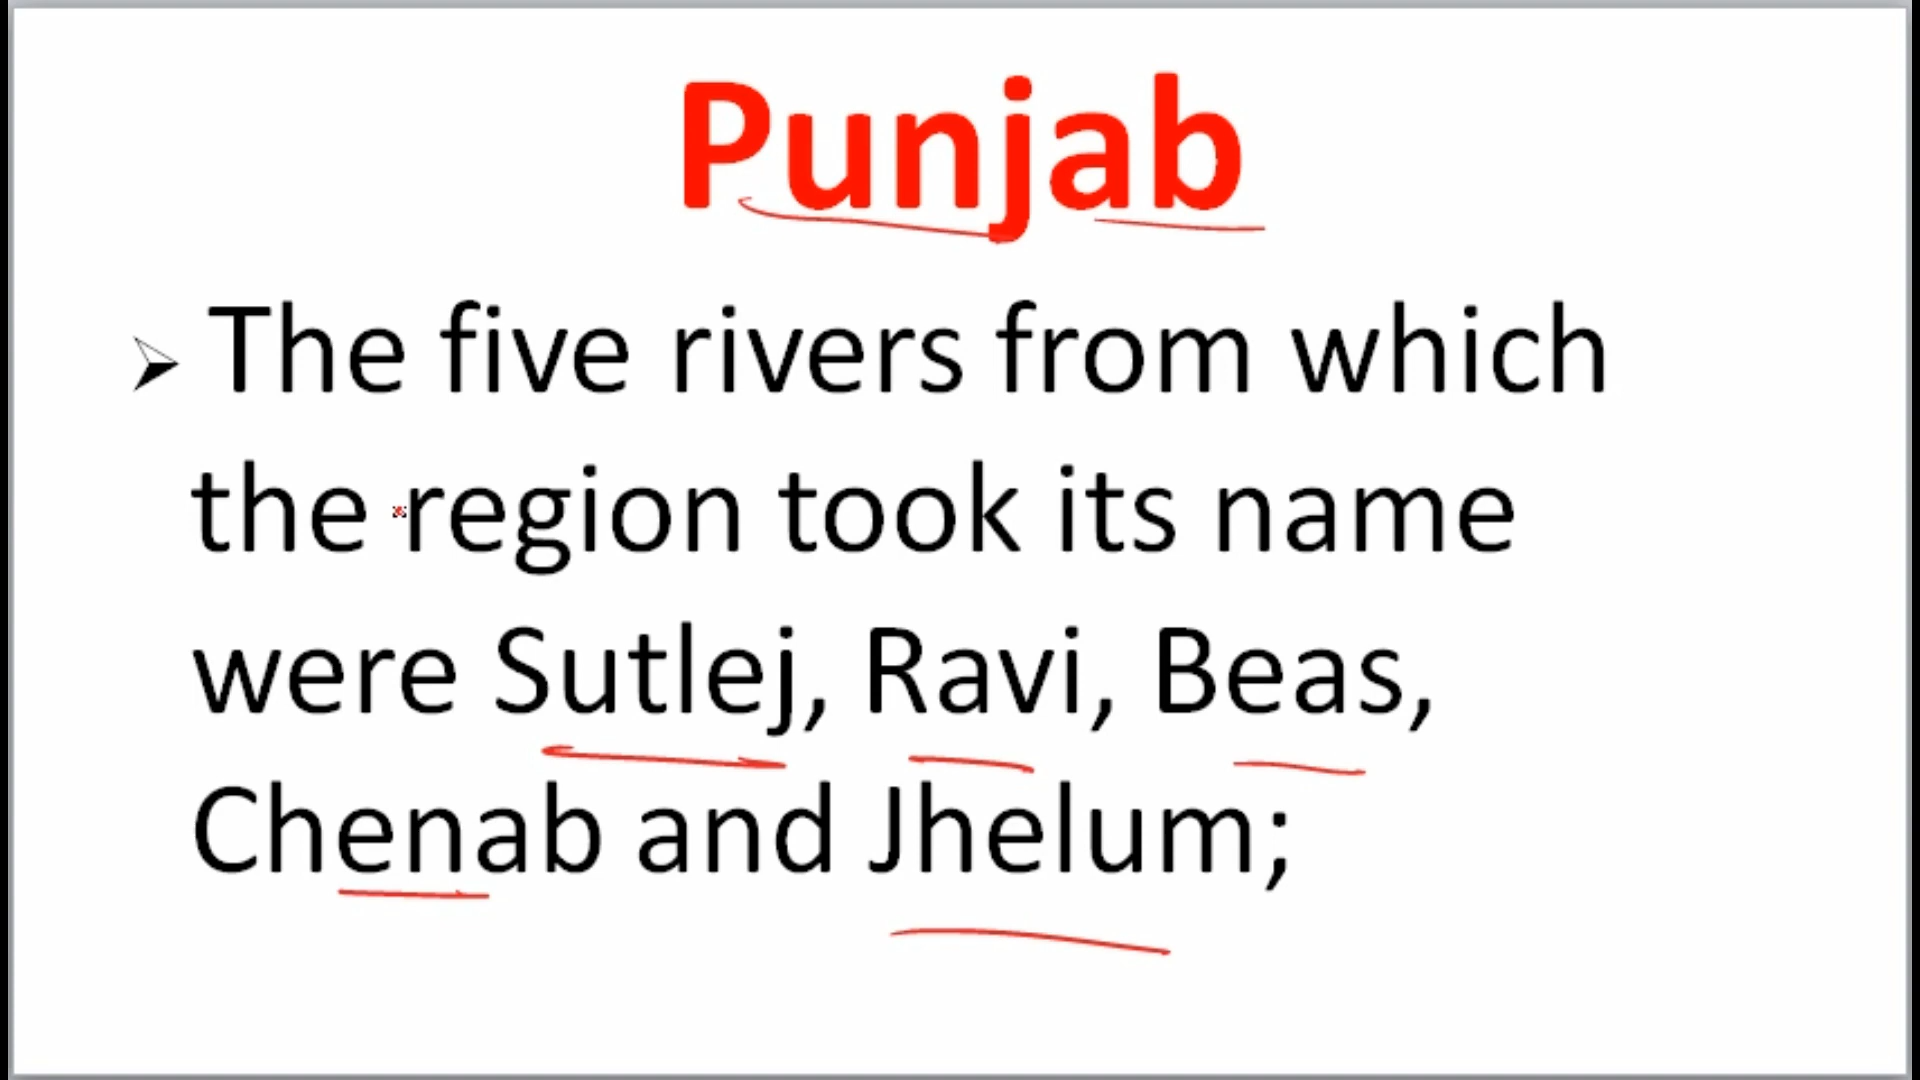 Punjab
The five rivers from which
the region took its name
were Sutlej, Ravi, Beas,
Chenab and Jhelum;